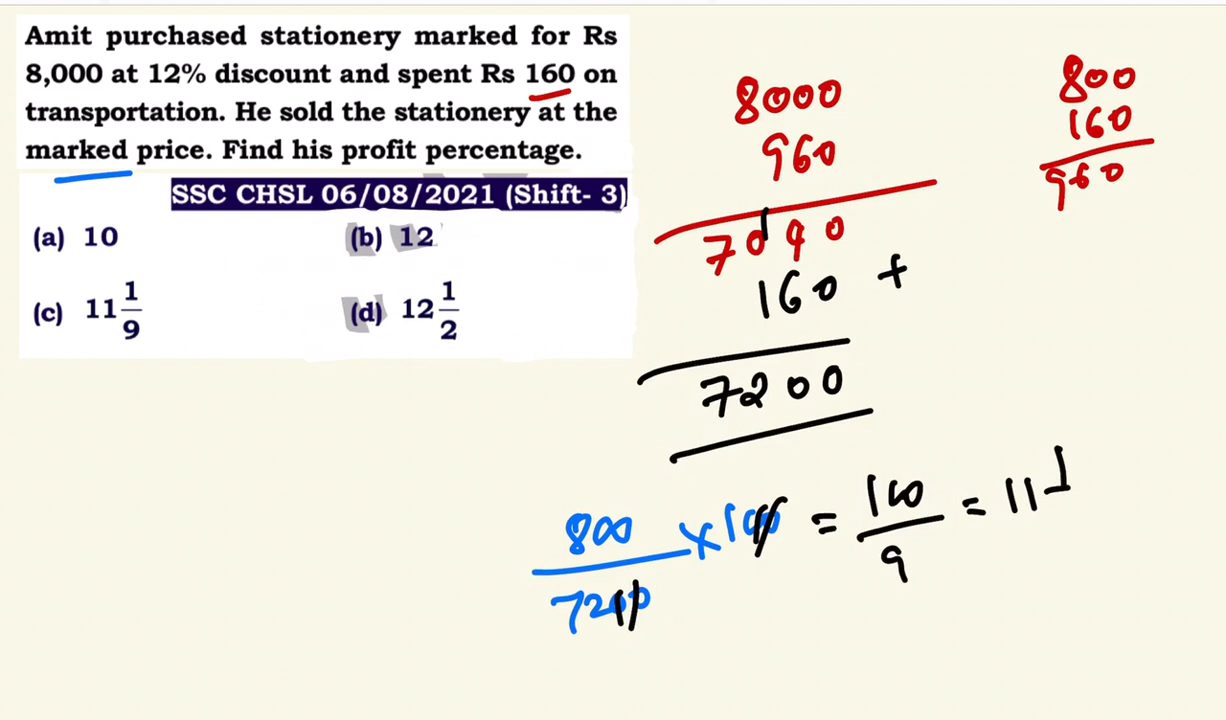 Amit purchased stationery marked for Rs
8,000 at 12% discount and spent Rs 160 on
transportation. He sold the stationery at the
marked price. Find his profit percentage.
SSC CHSL 06/08/2021 (Shift- 3)
(a) 10
(b) 12
(c) 11 1/9
(d) 12 1/2
8000
960
7040
160 +
7200
800
160
960
800/7200 × 100 = 100/9 = 11 1